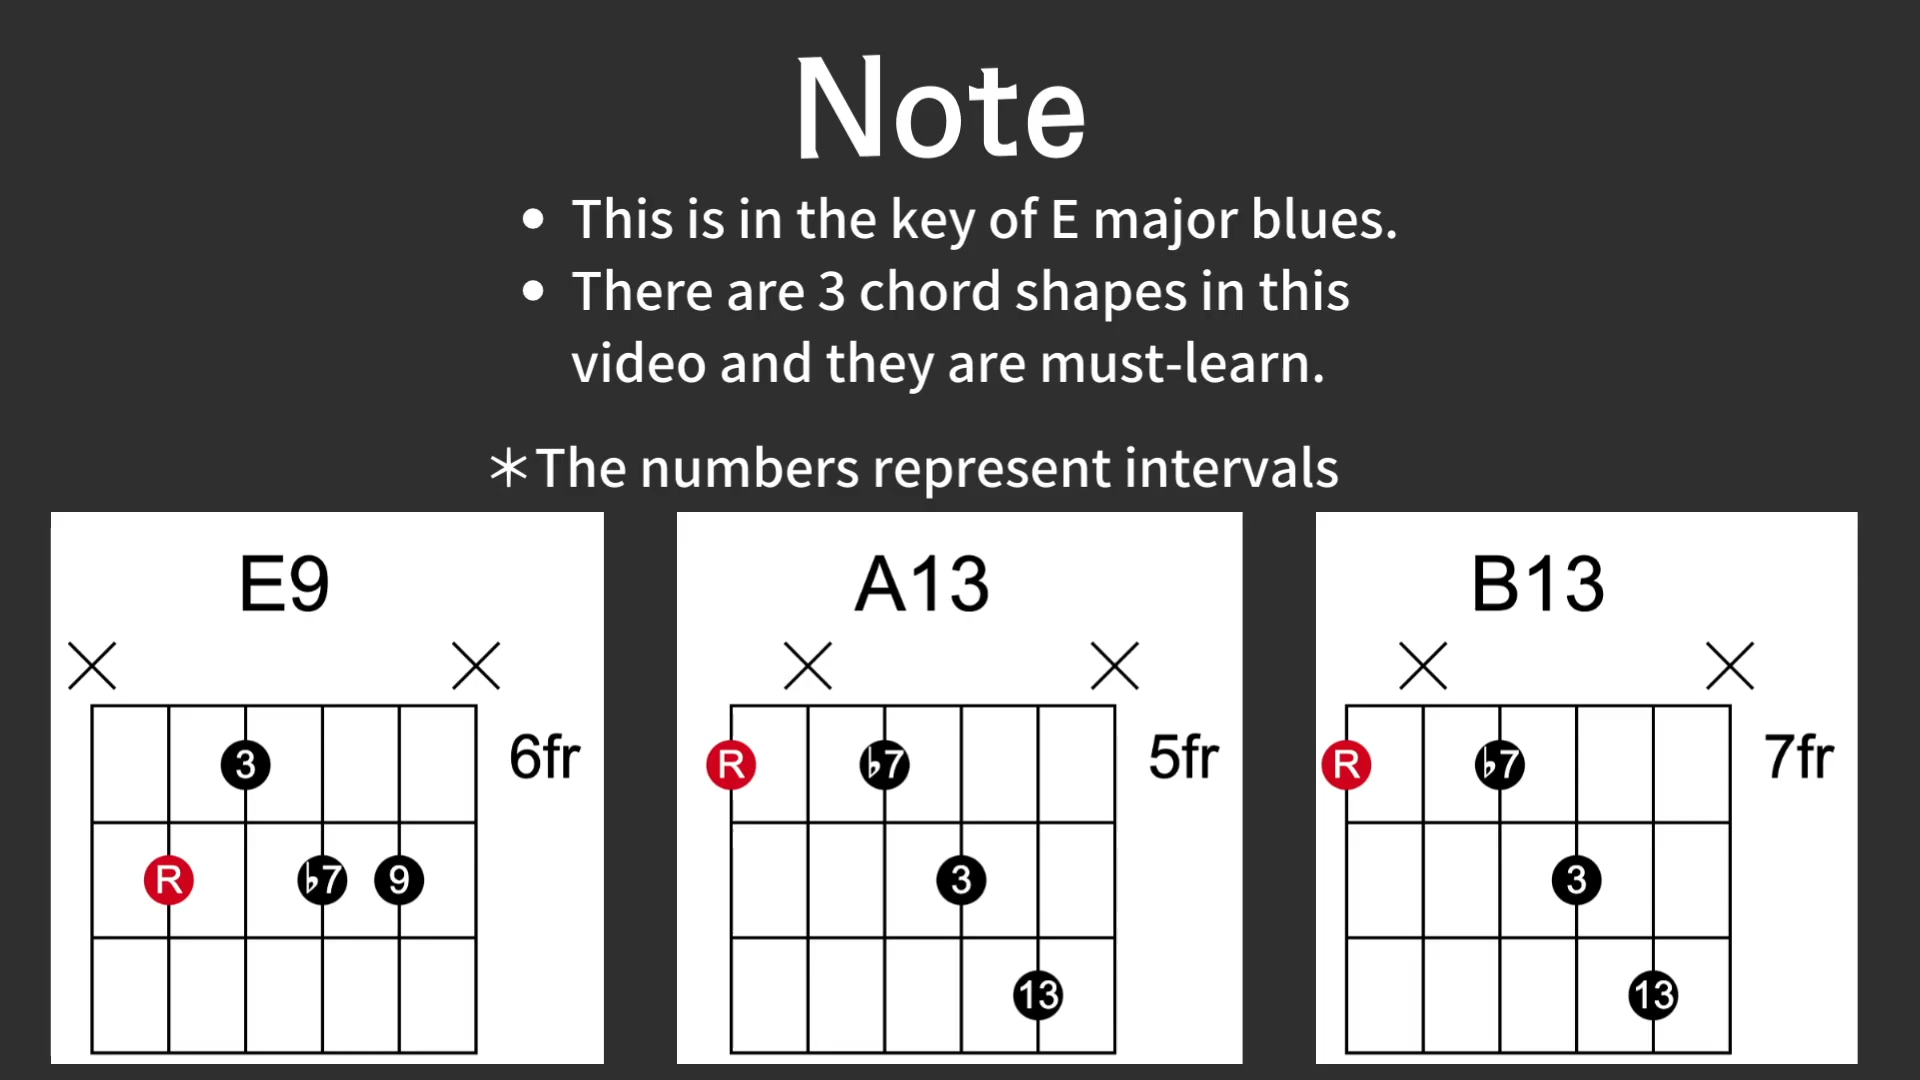 Note
• This is in the key of E major blues.
• There are 3 chord shapes in this
video and they are must-learn.
＊The numbers represent intervals
E9
6fr
3
R ♭7 9
A13
R ♭7 5fr
3
13
B13
R ♭7 7fr
3
13